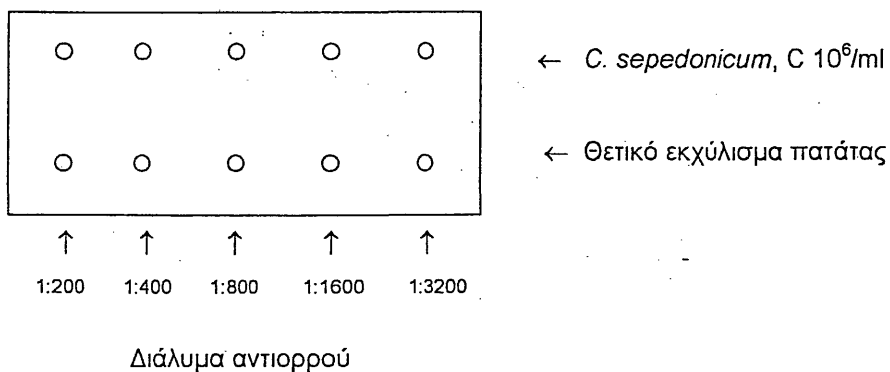 ← C. sepedonicum, C 10⁶/ml
← Θετικό εκχύλισμα πατάτας
↑ ↑ ↑ ↑ ↑
1:200 1:400 1:800 1:1600 1:3200
Διάλυμα αντιορρού